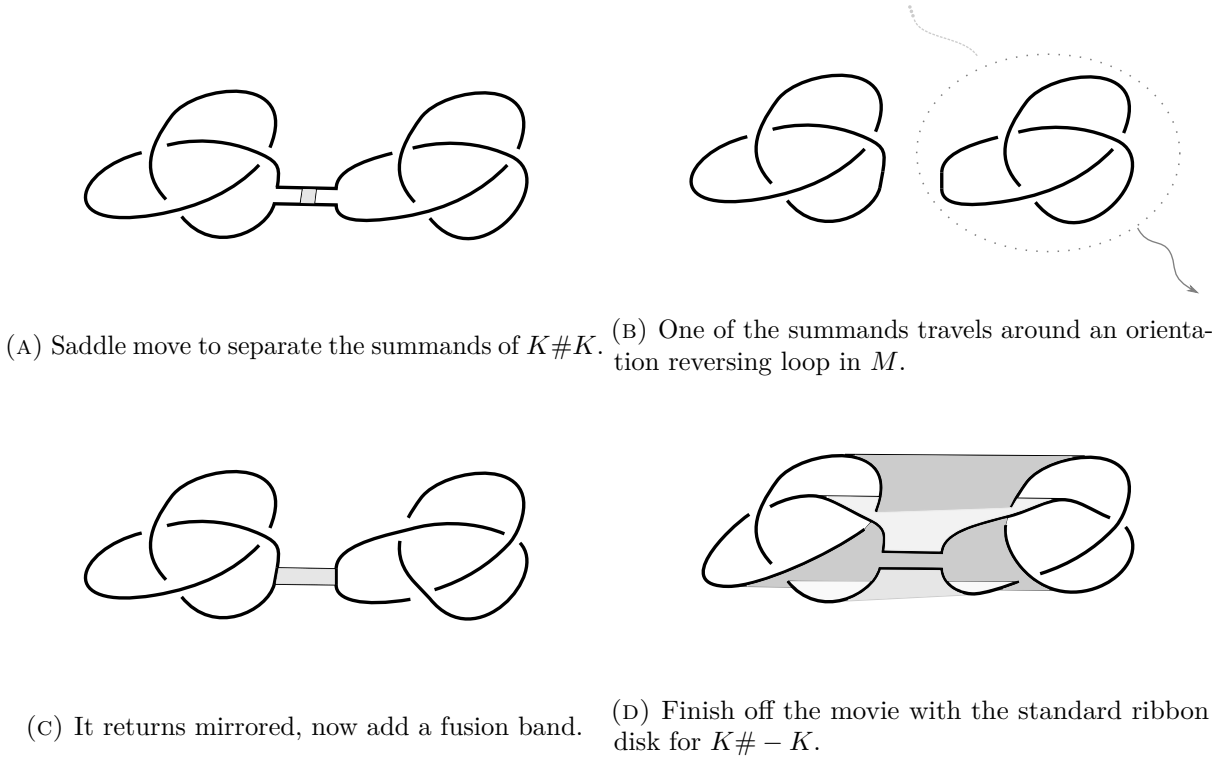 (A) Saddle move to separate the summands of K#K.
(B) One of the summands travels around an orienta-
tion reversing loop in M.
(C) It returns mirrored, now add a fusion band.
(D) Finish off the movie with the standard ribbon
disk for K# − K.